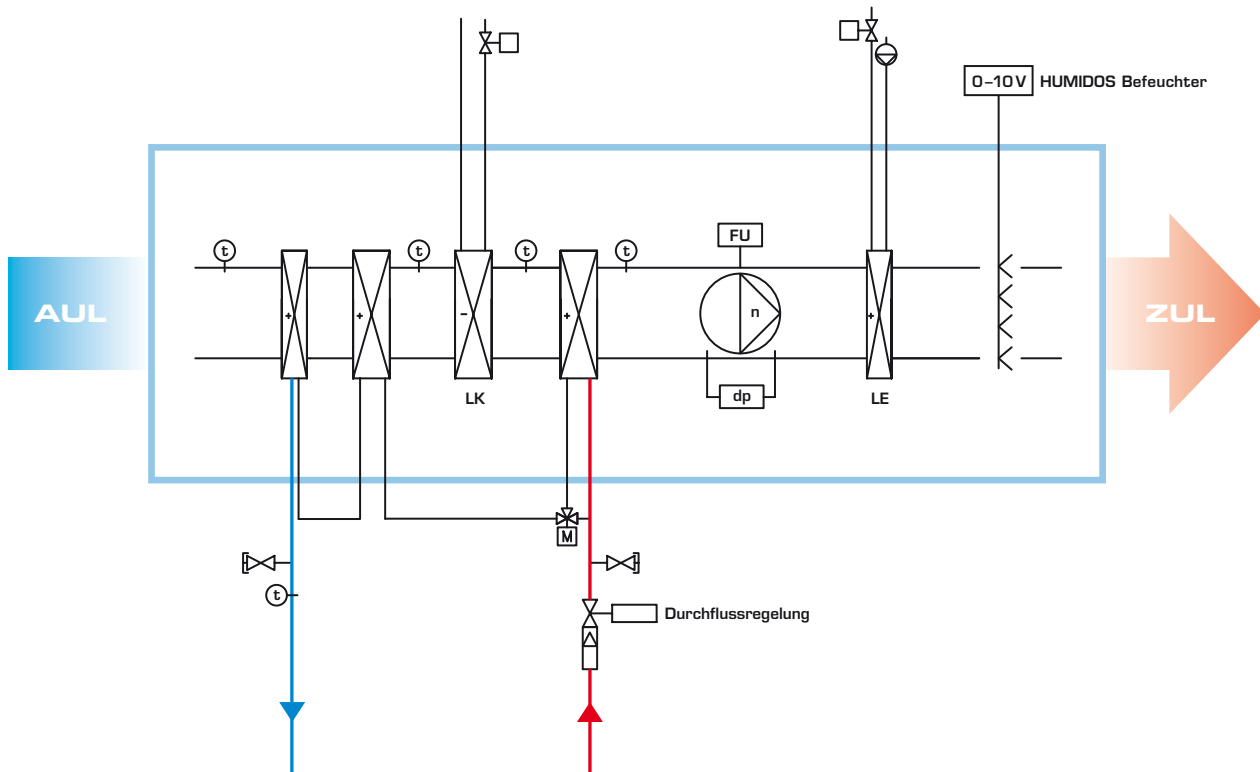 0-10V HUMIDOS Befeuchter
FU
t
t
t
t
AUL
+
+
-
+
n
+
ZUL
dp
LK
LE
M
t
Durchflussregelung